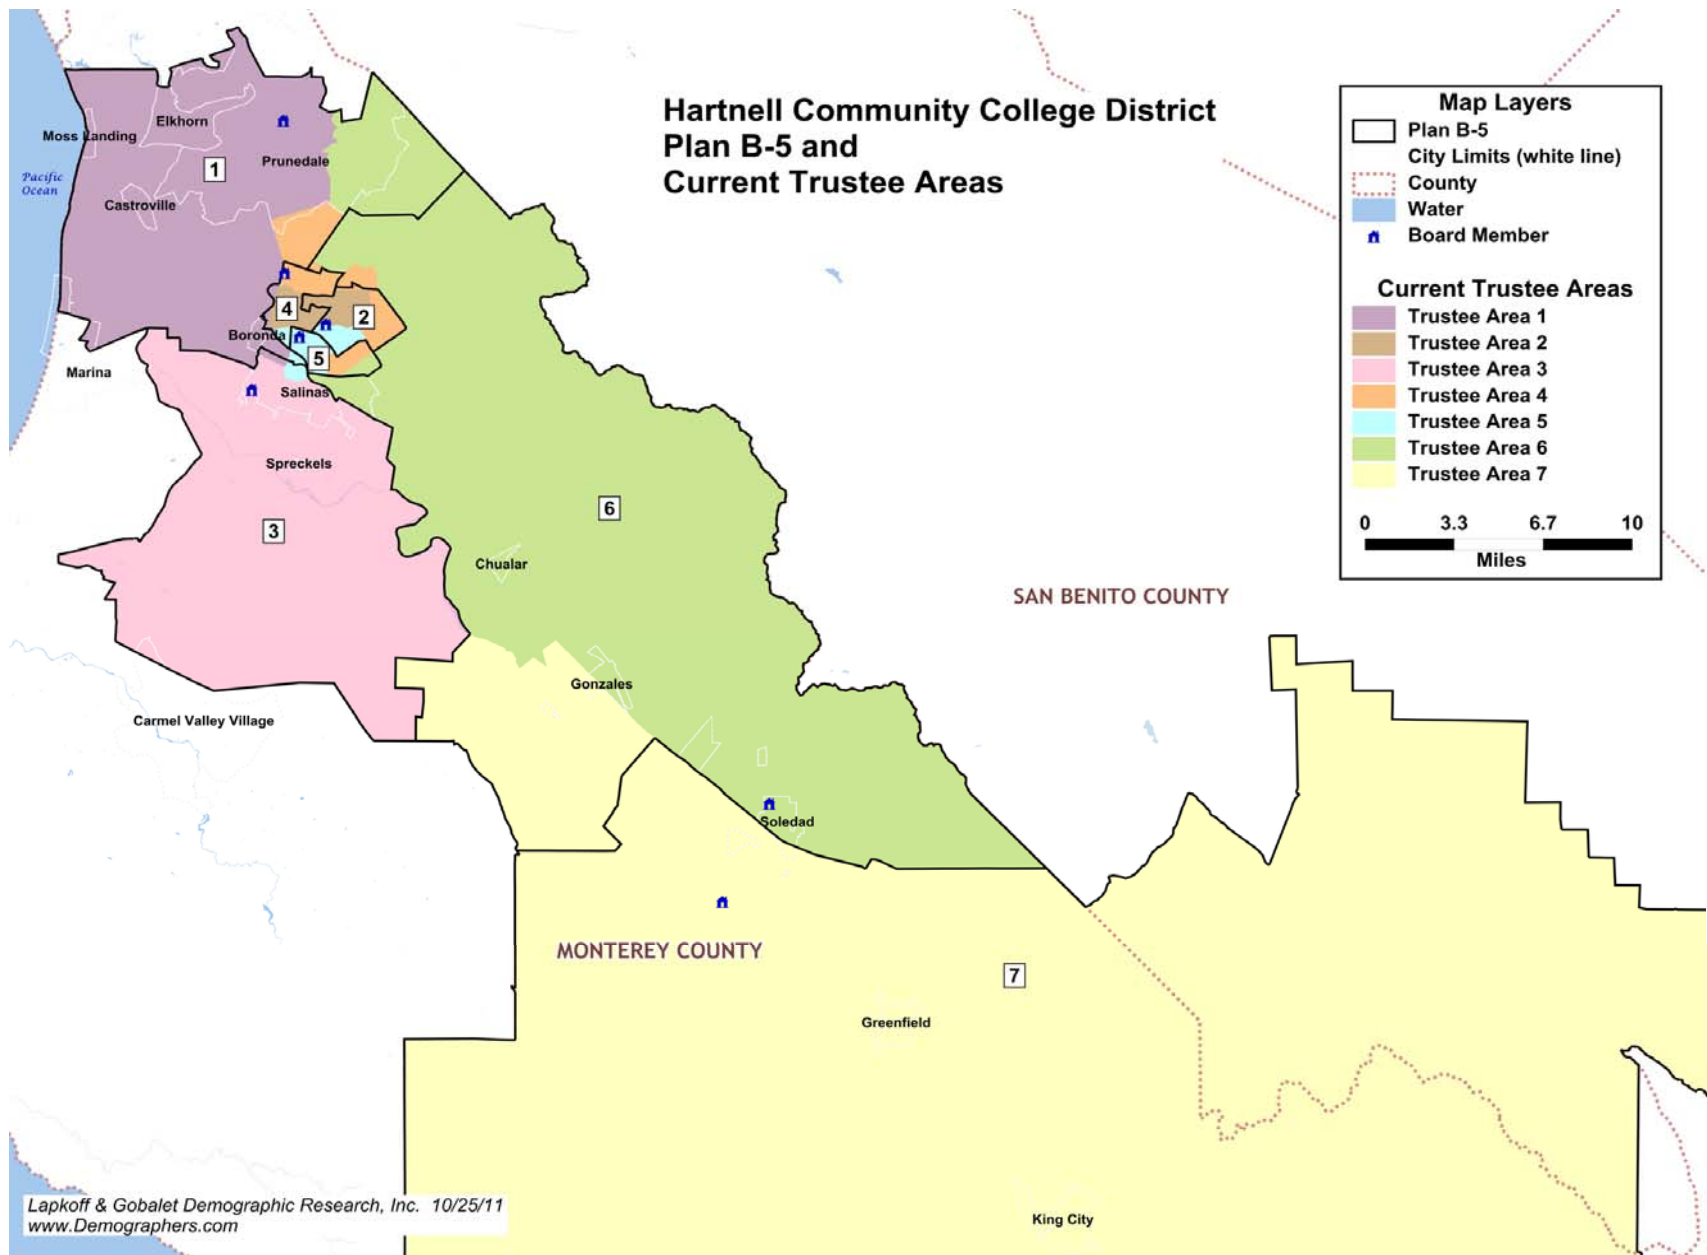 Hartnell Community College District
Plan B-5 and
Current Trustee Areas
Map Layers
Plan B-5
City Limits (white line)
County
Water
Board Member
Current Trustee Areas
Trustee Area 1
Trustee Area 2
Trustee Area 3
Trustee Area 4
Trustee Area 5
Trustee Area 6
Trustee Area 7
0 3.3 6.7 10
Miles
Elkhorn
Moss Landing
Prunedale
1
Pacific
Ocean
Castroville
4
2
Boronda
5
Marina
Salinas
Spreckels
6
3
Chualar
SAN BENITO COUNTY
Gonzales
Carmel Valley Village
Soledad
MONTEREY COUNTY
7
Greenfield
King City
Lapkoff & Gobalet Demographic Research, Inc. 10/25/11
www.Demographers.com